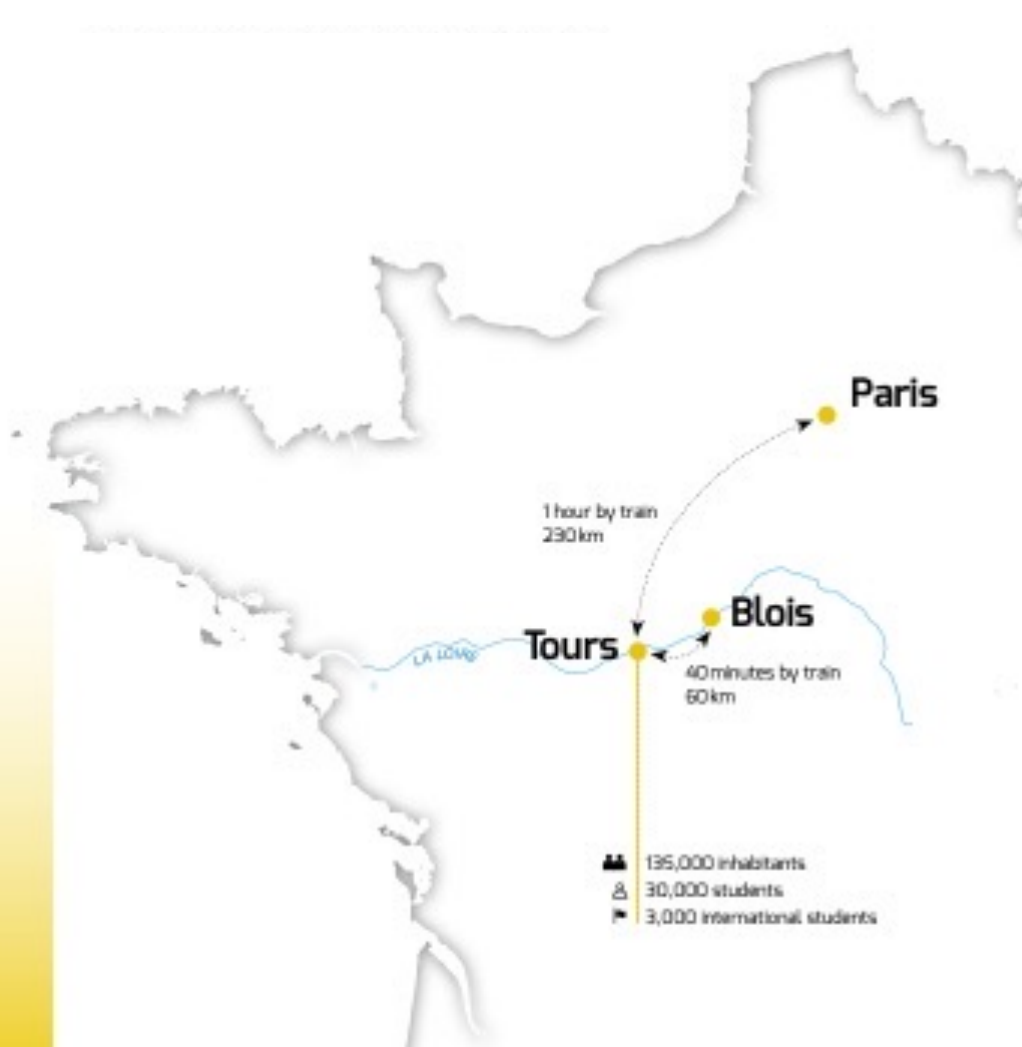 Paris
1 hour by train
230 km
Blois
Tours
LA LOIRE
40 minutes by train
60 km
135,000 inhabitants
30,000 students
3,000 international students